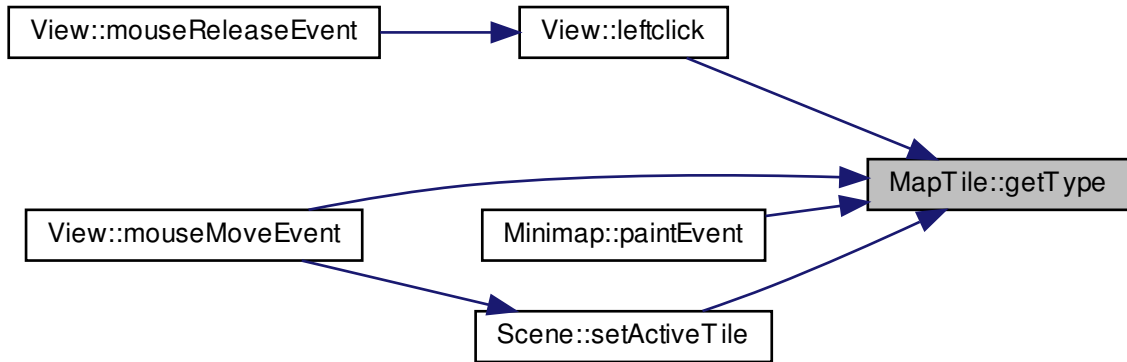 View::mouseReleaseEvent
View::leftclick
MapTile::getType
View::mouseMoveEvent
Minimap::paintEvent
Scene::setActiveTile